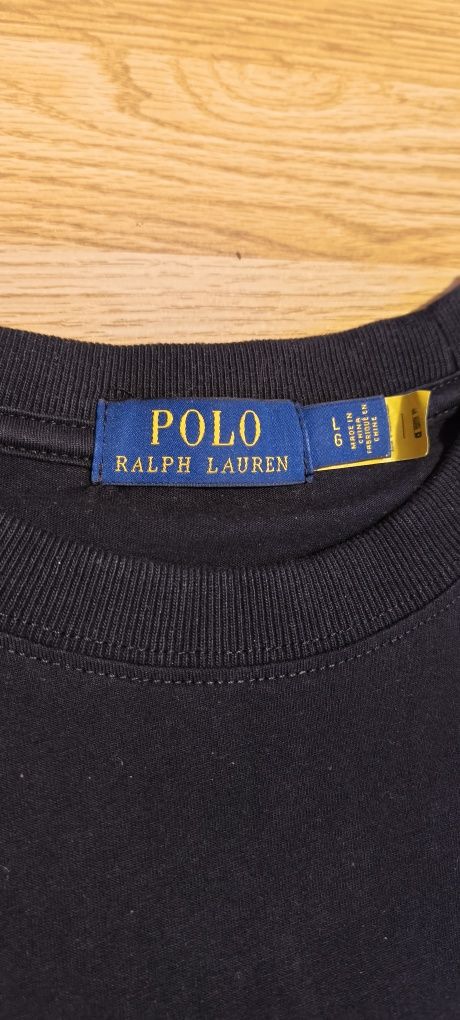 POLO
RALPH LAUREN
L
G
MADE IN
CHINA
FABRIQUÉ EN
CHINE